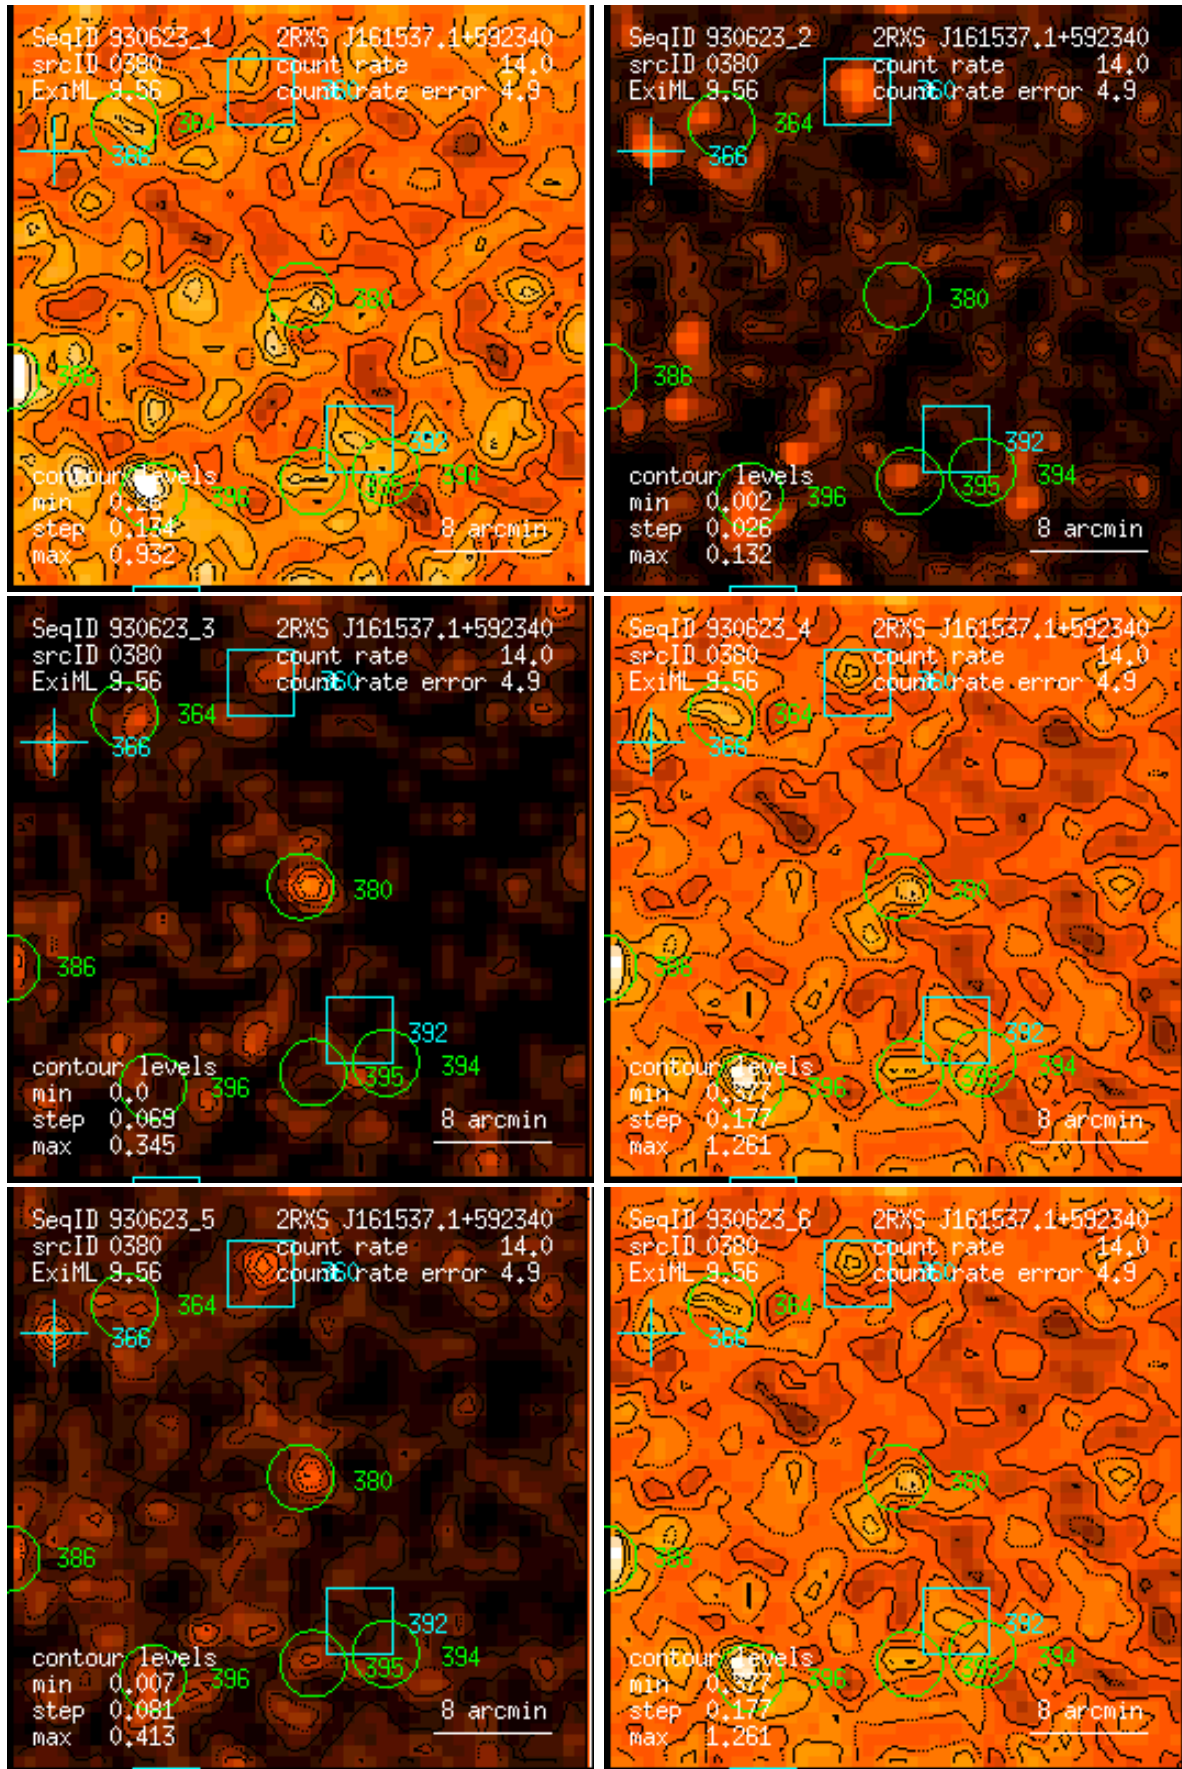 SeqID 930623_1 2RXS J161537.1+592340
srcID 0380 count rate 14.0
ExiML 9.56 count rate error 4.9
360
364
366
380
386
392
394
395
396
contour levels
min 0.26
step 0.134
max 0.932
8 arcmin
SeqID 930623_2 2RXS J161537.1+592340
srcID 0380 count rate 14.0
ExiML 9.56 count rate error 4.9
360
364
366
380
386
392
394
395
396
contour levels
min 0.002
step 0.026
max 0.132
8 arcmin
SeqID 930623_3 2RXS J161537.1+592340
srcID 0380 count rate 14.0
ExiML 9.56 count rate error 4.9
360
364
366
380
386
392
394
395
396
contour levels
min 0.0
step 0.069
max 0.345
8 arcmin
SeqID 930623_4 2RXS J161537.1+592340
srcID 0380 count rate 14.0
ExiML 9.56 count rate error 4.9
360
364
366
380
386
392
394
395
396
contour levels
min 0.377
step 0.177
max 1.261
8 arcmin
SeqID 930623_5 2RXS J161537.1+592340
srcID 0380 count rate 14.0
ExiML 9.56 count rate error 4.9
360
364
366
380
386
392
394
395
396
contour levels
min 0.007
step 0.081
max 0.413
8 arcmin
SeqID 930623_6 2RXS J161537.1+592340
srcID 0380 count rate 14.0
ExiML 9.56 count rate error 4.9
360
364
366
380
386
392
394
395
396
contour levels
min 0.377
step 0.177
max 1.261
8 arcmin